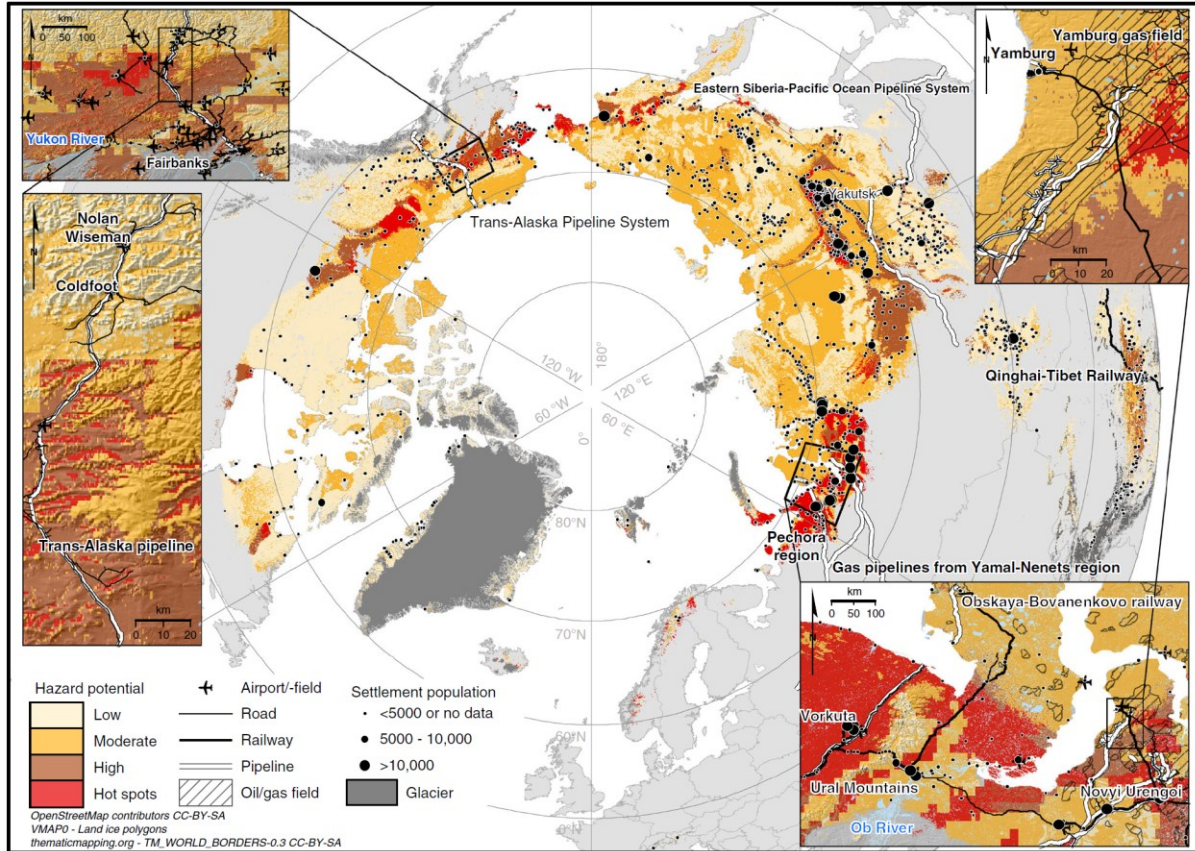 km
0 50 100
N
Yukon River
Fairbanks
Nolan
Wiseman
N
Coldfoot
Trans-Alaska pipeline
km
0 10 20
Trans-Alaska Pipeline System
Eastern Siberia-Pacific Ocean Pipeline System
Yakutsk
Yamburg gas field
Yamburg
N
km
0 10 20
Qinghai-Tibet Railway
180°
120 °W
120 °E
60 °W
60 °E
0°
80°N
70°N
60°N
0°N
Pechora
region
Gas pipelines from Yamal-Nenets region
km
0 50 100
N
Obskaya-Bovanenkovo railway
Vorkuta
Ural Mountains
Novyi Urengoi
Ob River
Hazard potential
Low
Moderate
High
Hot spots
Airport/-field
Road
Railway
Pipeline
Oil/gas field
Settlement population
<5000 or no data
5000 - 10,000
>10,000
Glacier
OpenStreetMap contributors CC-BY-SA
VMAP0 - Land ice polygons
thematicmapping.org - TM_WORLD_BORDERS-0.3 CC-BY-SA